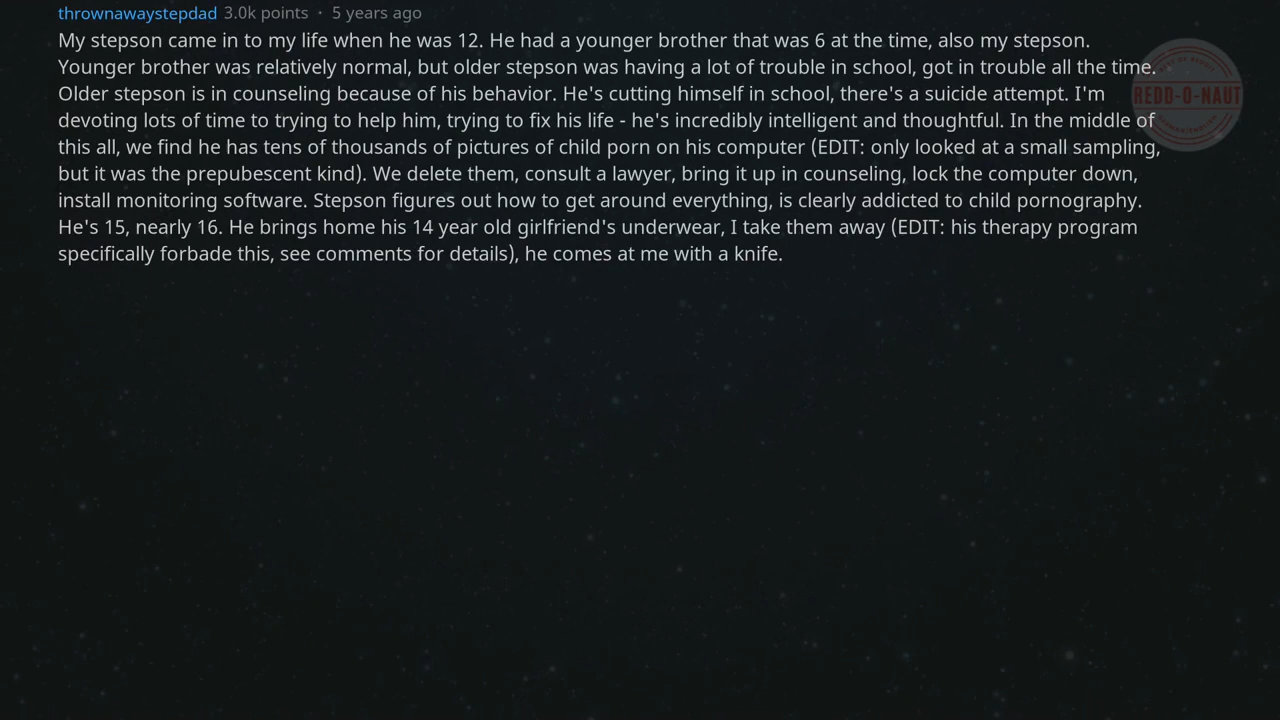 thrownawaystepdad 3.0k points · 5 years ago
My stepson came in to my life when he was 12. He had a younger brother that was 6 at the time, also my stepson.
Younger brother was relatively normal, but older stepson was having a lot of trouble in school, got in trouble all the time.
Older stepson is in counseling because of his behavior. He's cutting himself in school, there's a suicide attempt. I'm
REDD-O-NAUT
devoting lots of time to trying to help him, trying to fix his life - he's incredibly intelligent and thoughtful. In the middle of
this all, we find he has tens of thousands of pictures of child porn on his computer (EDIT: only looked at a small sampling,
but it was the prepubescent kind). We delete them, consult a lawyer, bring it up in counseling, lock the computer down,
install monitoring software. Stepson figures out how to get around everything, is clearly addicted to child pornography.
He's 15, nearly 16. He brings home his 14 year old girlfriend's underwear, I take them away (EDIT: his therapy program
specifically forbade this, see comments for details), he comes at me with a knife.